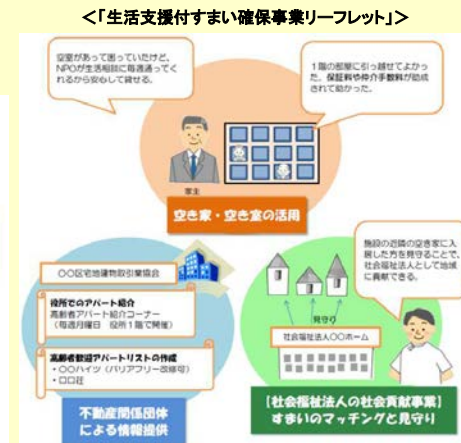 ＜「生活支援付すまい確保事業リーフレット」＞
空室があって困っていたけど、
NPOが生活相談に毎週通ってく
れるから安心して貸せる。
１階の部屋に引っ越せてよかっ
た。保証料や仲介手数料が助成
されて助かった。
家主
空き家・空き室の活用
〇〇区宅地建物取引業協会
役所でのアパート紹介
高齢者アパート紹介コーナー
（毎週月曜日　役所１階で開催）
高齢者歓迎アパートリストの作成
・〇〇ハイツ（バリアフリー改修可）
・ロロ荘
不動産関係団体
による情報提供
施設の近隣の空き家に入
居した方を見守ることで、
社会福祉法人として地域
に貢献できる。
見守り
社会福祉法人〇〇ホーム
【社会福祉法人の社会貢献事業】
すまいのマッチングと見守り